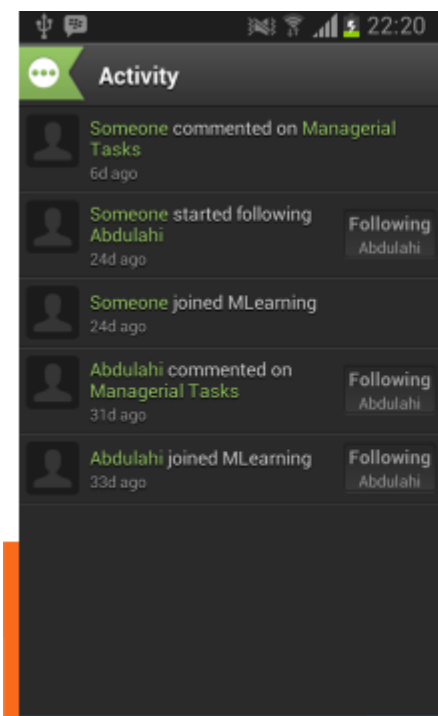 22:20
Activity
Someone commented on Managerial
Tasks
6d ago
Someone started following
Abdulahi
24d ago
Following
Abdulahi
Someone joined MLearning
24d ago
Abdulahi commented on
Managerial Tasks
31d ago
Following
Abdulahi
Abdulahi joined MLearning
33d ago
Following
Abdulahi